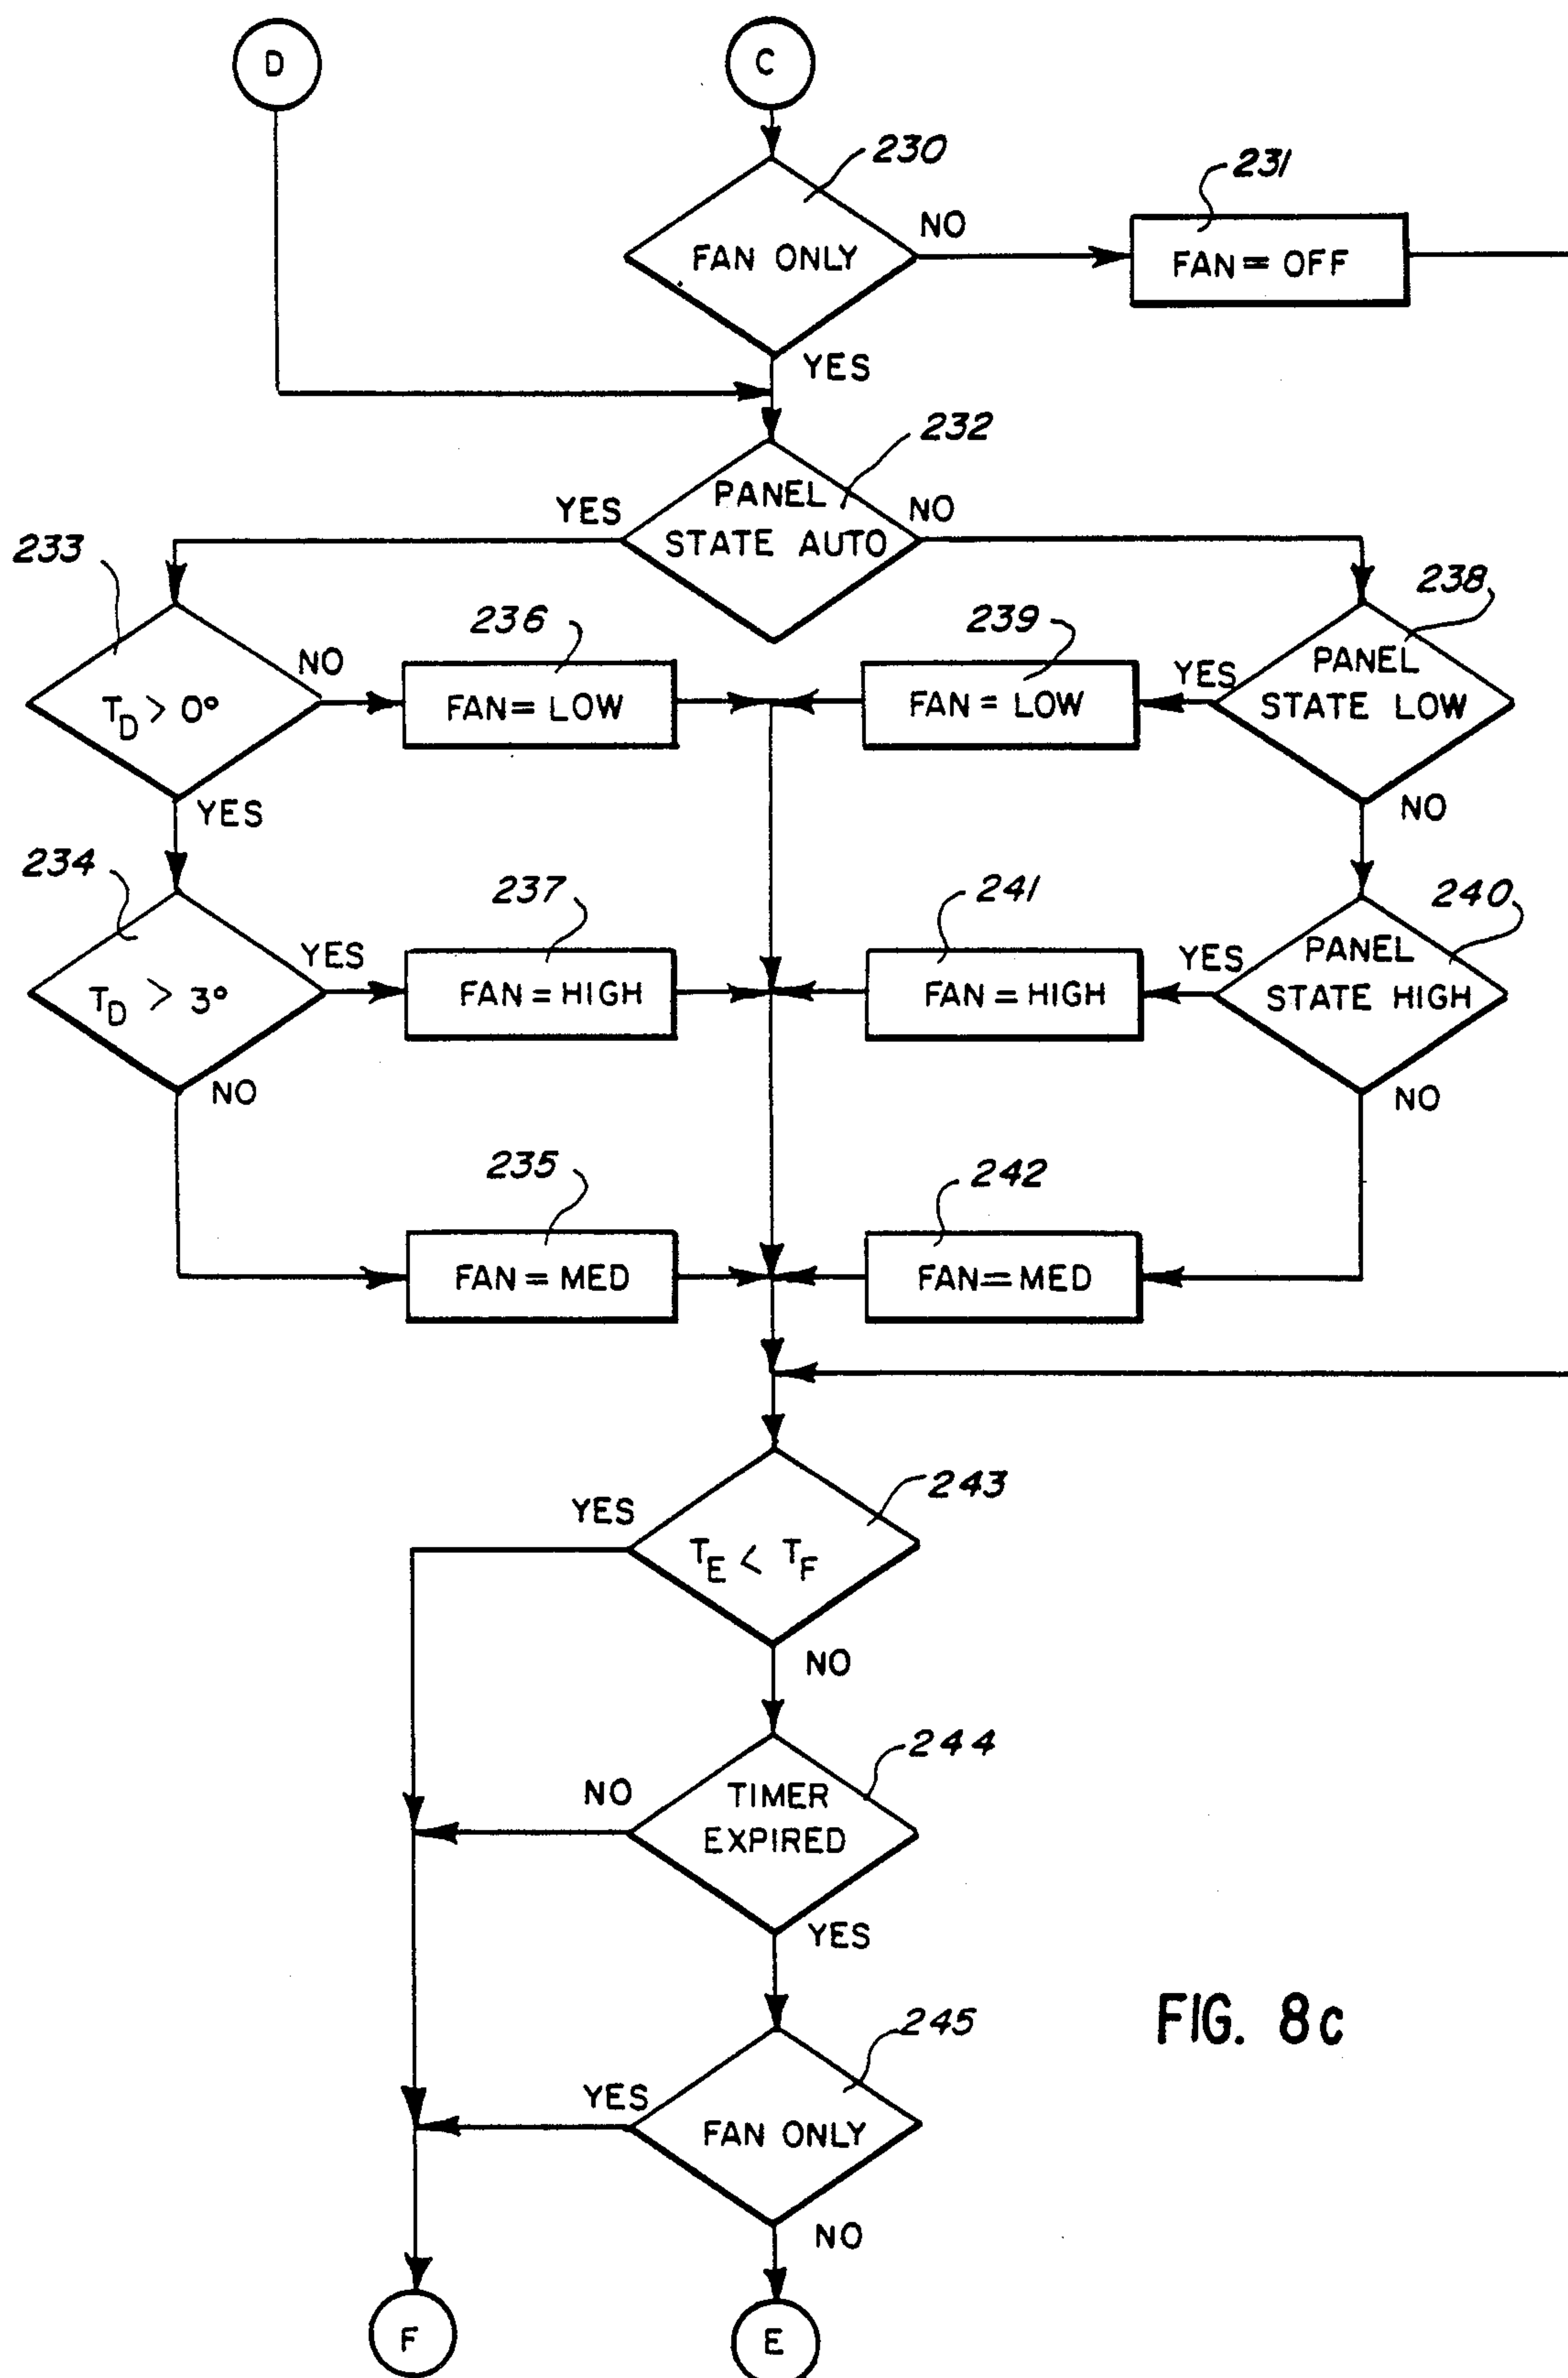 D
C
230
231
FAN ONLY
NO
FAN = OFF
YES
232
PANEL
STATE AUTO
YES
NO
233
238
236
239
T_D > 0°
NO
FAN = LOW
FAN = LOW
YES
PANEL
STATE LOW
YES
NO
234
240
237
241
T_D > 3°
YES
FAN = HIGH
FAN = HIGH
YES
PANEL
STATE HIGH
NO
NO
235
242
FAN = MED
FAN = MED
243
YES
T_E < T_F
NO
244
NO
TIMER
EXPIRED
YES
245
YES
FAN ONLY
NO
FIG. 8c
F
E